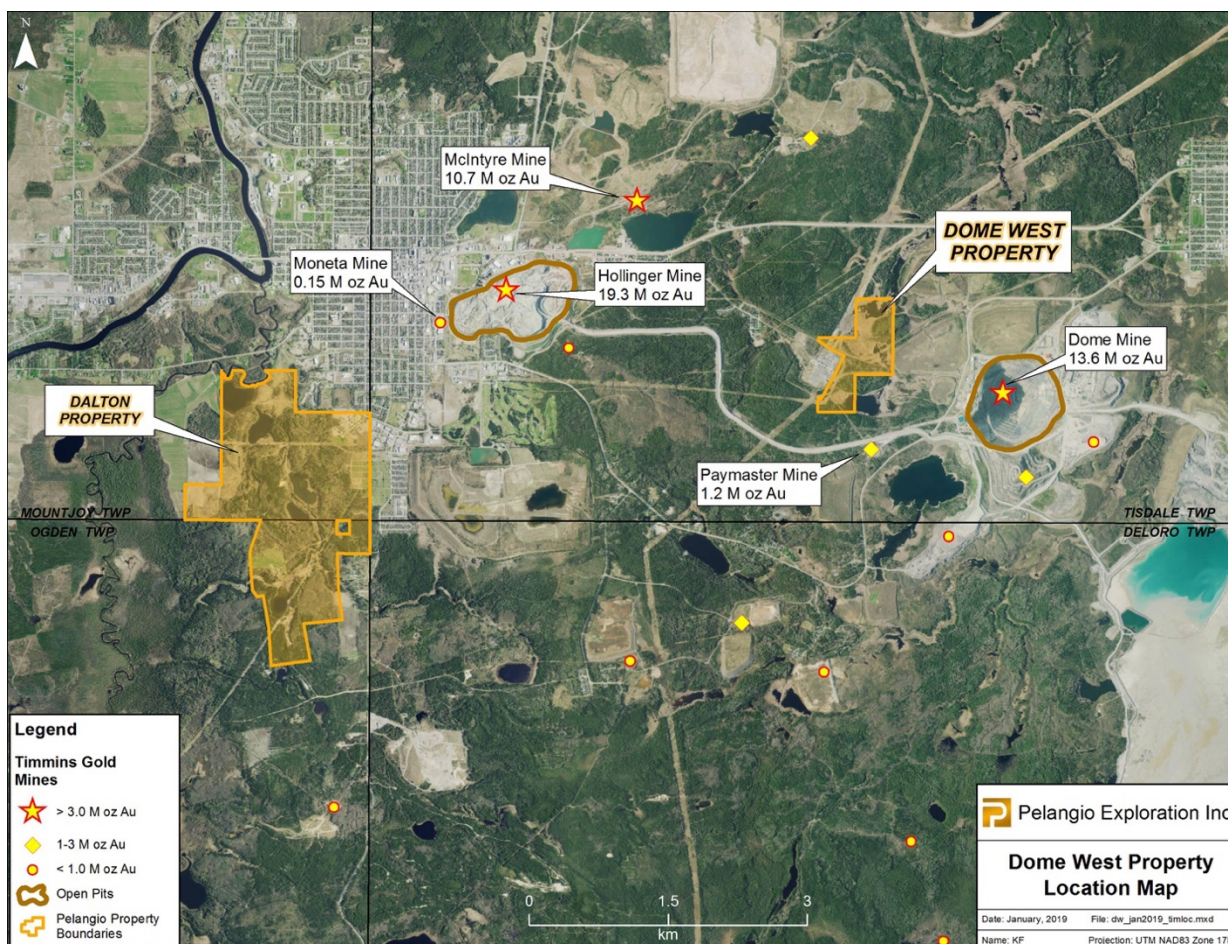 N
McIntyre Mine
10.7 M oz Au
DOME WEST
PROPERTY
Moneta Mine
0.15 M oz Au
Hollinger Mine
19.3 M oz Au
Dome Mine
13.6 M oz Au
DALTON
PROPERTY
Paymaster Mine
1.2 M oz Au
MOUNTJOY TWP
OGDEN TWP
TISDALE TWP
DELORO TWP
Legend
Timmins Gold
Mines
> 3.0 M oz Au
1-3 M oz Au
< 1.0 M oz Au
Open Pits
Pelangio Property
Boundaries
0 1.5 3
km
Pelangio Exploration Inc
Dome West Property
Location Map
Date: January, 2019 File: dw_jan2019_timloc.mxd
Name: KF Projection: UTM NAD83 Zone 17